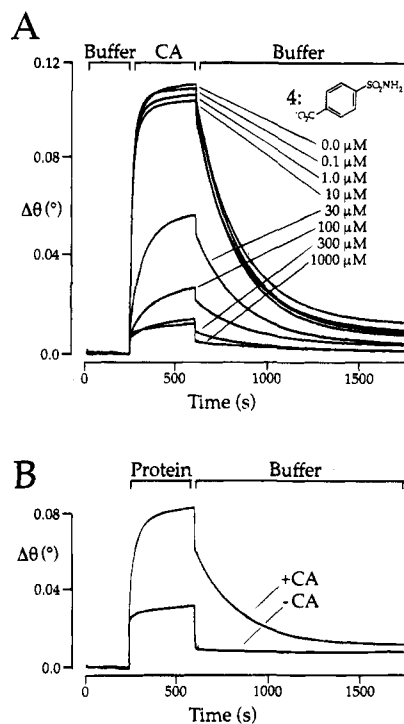 A
Buffer CA Buffer
0.12
4: ⁻O₂C SO₂NH₂
0.0 μM
0.1 μM
0.08
1.0 μM
10 μM
Δθ (°)
30 μM
100 μM
0.04
300 μM
1000 μM
0.0
0 500 1000 1500
Time (s)
B
Protein Buffer
0.08
Δθ (°)
0.04
+CA
-CA
0.0
0 500 1000 1500
Time (s)